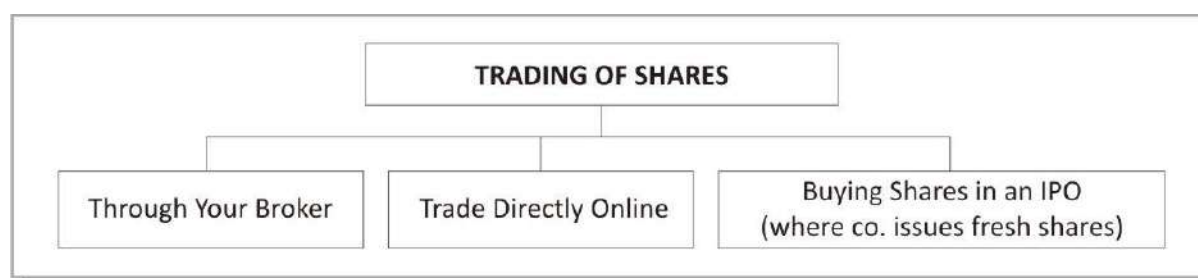 TRADING OF SHARES
Through Your Broker
Trade Directly Online
Buying Shares in an IPO
(where co. issues fresh shares)